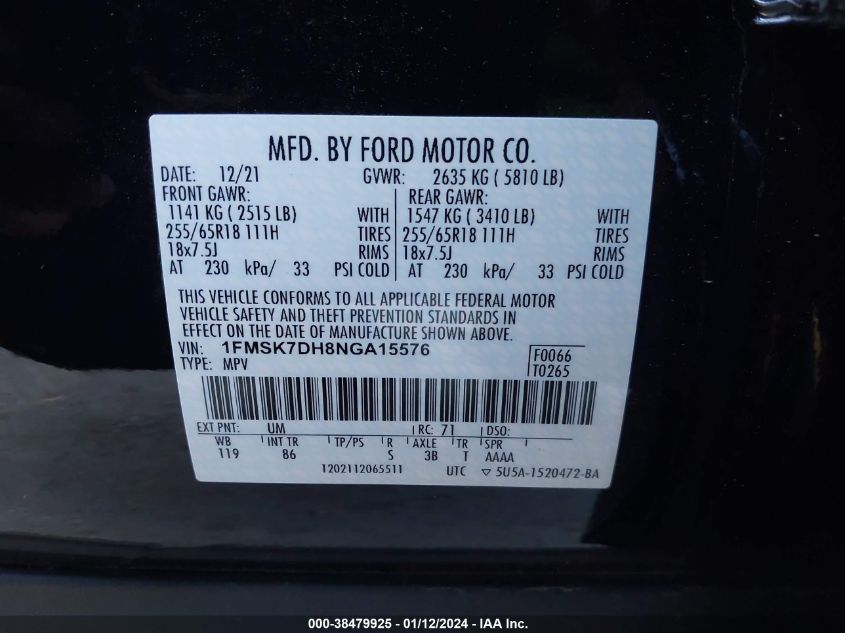 MFD. BY FORD MOTOR CO.
DATE: 12/21 GVWR: 2635 KG ( 5810 LB)
FRONT GAWR: REAR GAWR:
1141 KG ( 2515 LB) WITH 1547 KG ( 3410 LB) WITH
255/65R18 111H TIRES 255/65R18 111H TIRES
18x7.5J RIMS 18x7.5J RIMS
AT 230 kPa/ 33 PSI COLD AT 230 kPa/ 33 PSI COLD
THIS VEHICLE CONFORMS TO ALL APPLICABLE FEDERAL MOTOR
VEHICLE SAFETY AND THEFT PREVENTION STANDARDS IN
EFFECT ON THE DATE OF MANUFACTURE SHOWN ABOVE.
VIN: 1FMSK7DH8NGA15576 F0066
TYPE: MPV T0265
EXT PNT: UM RC: 71 DSO:
WB INT TR TP/PS R AXLE TR SPR
119 86 S 3B T AAAA
1202112065511 UTC ▽ 5U5A-1520472-BA
000-38479925 - 01/12/2024 - IAA Inc.